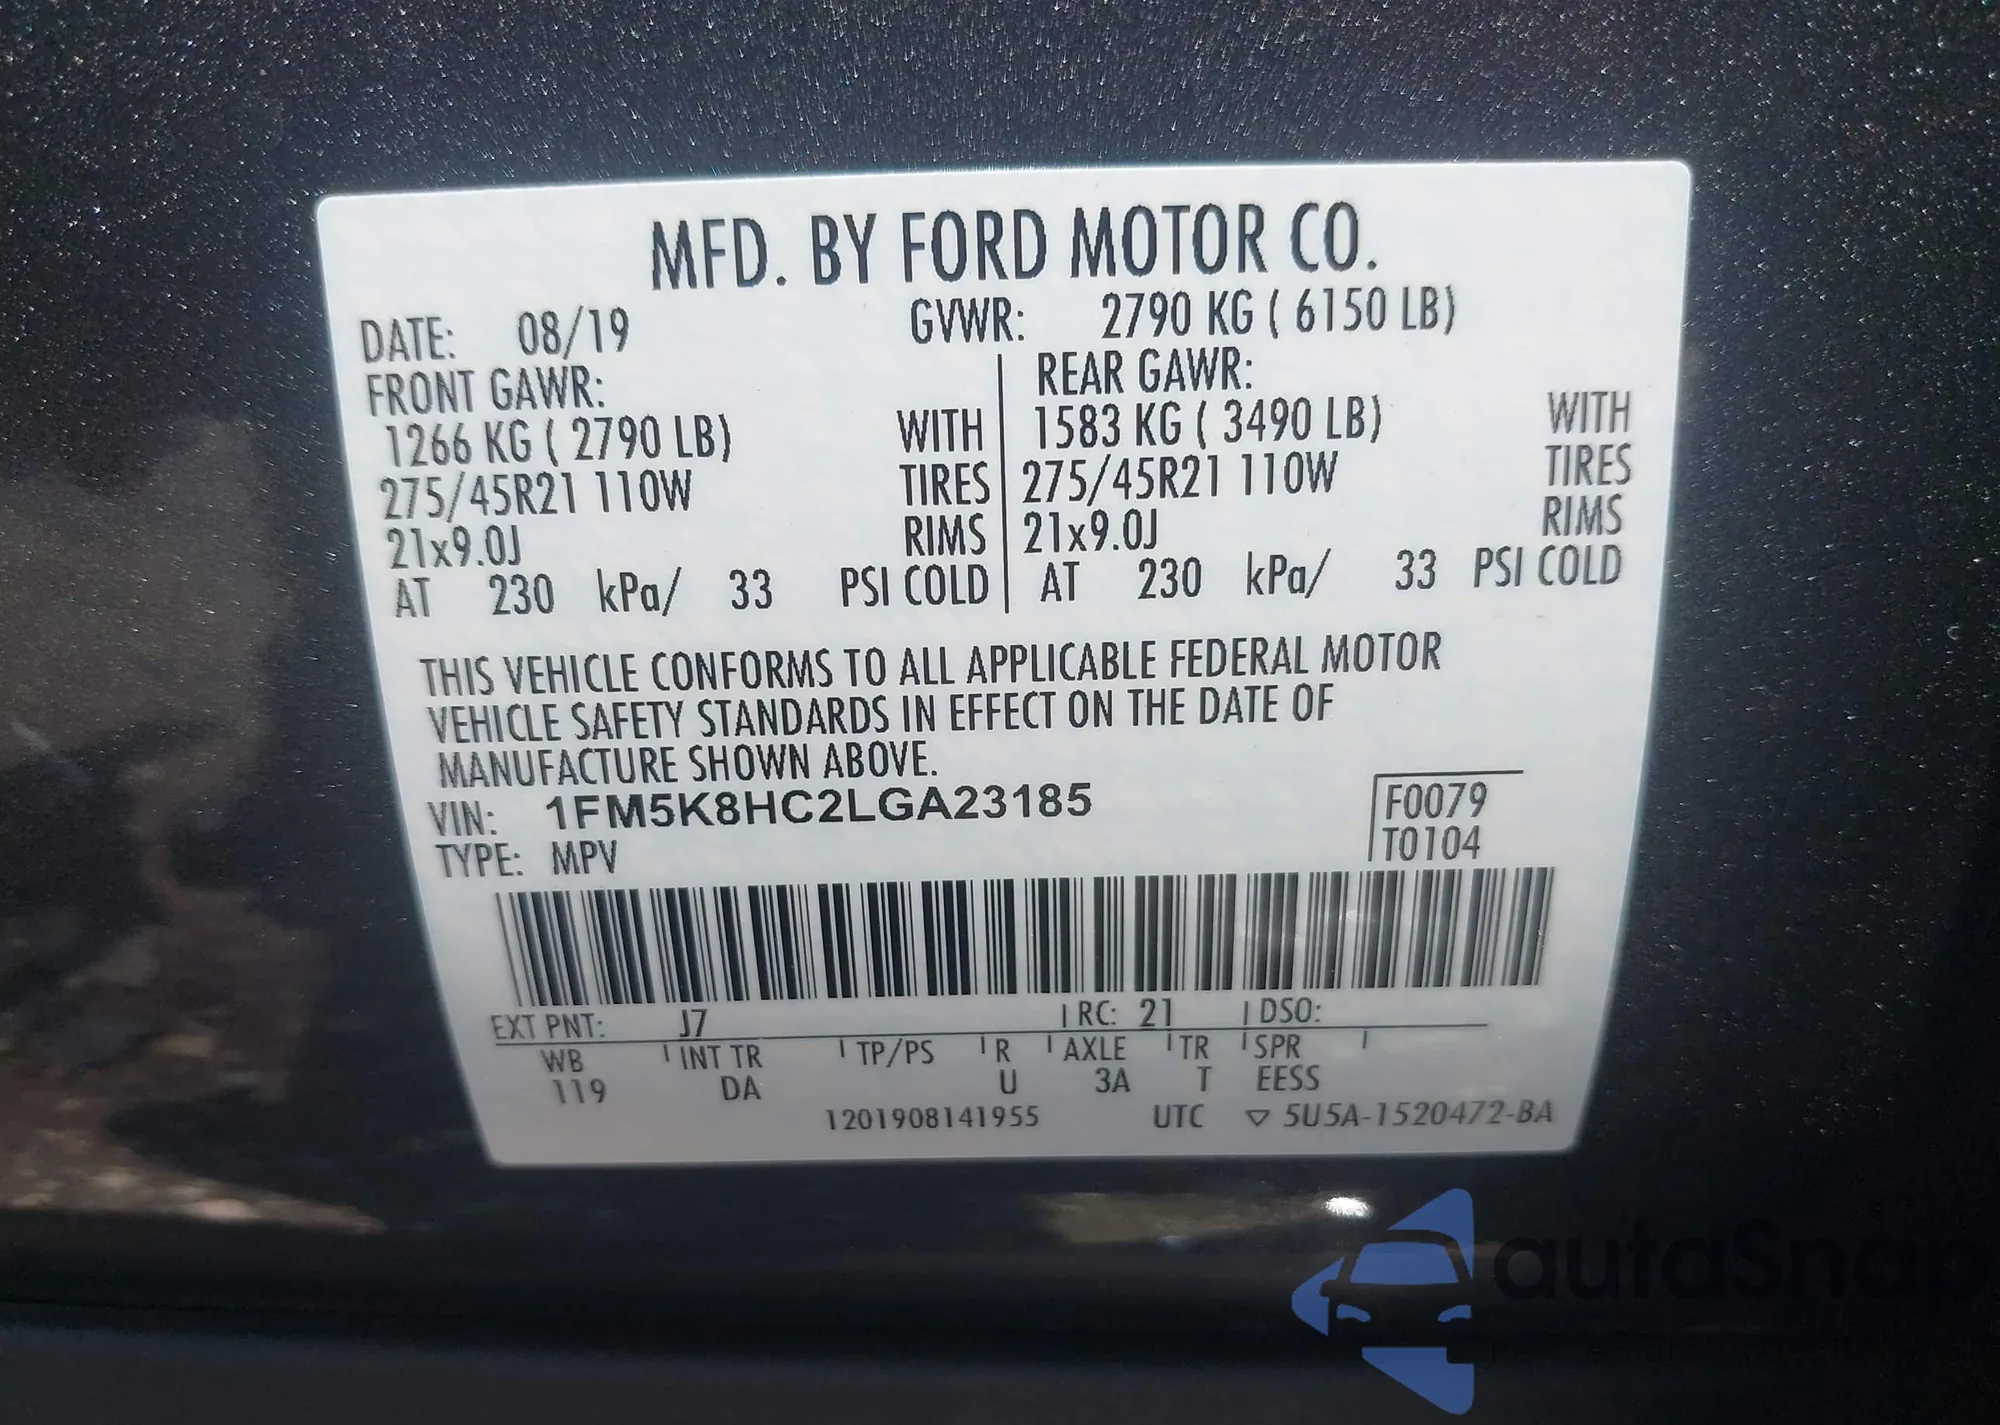 MFD. BY FORD MOTOR CO.
DATE: 08/19 GVWR: 2790 KG ( 6150 LB)
FRONT GAWR: REAR GAWR:
1266 KG ( 2790 LB) WITH 1583 KG ( 3490 LB) WITH
275/45R21 110W TIRES 275/45R21 110W TIRES
21x9.0J RIMS 21x9.0J RIMS
AT 230 kPa/ 33 PSI COLD AT 230 kPa/ 33 PSI COLD
THIS VEHICLE CONFORMS TO ALL APPLICABLE FEDERAL MOTOR
VEHICLE SAFETY STANDARDS IN EFFECT ON THE DATE OF
MANUFACTURE SHOWN ABOVE.
VIN: 1FM5K8HC2LGA23185 F0079
TYPE: MPV T0104
EXT PNT: J7 RC: 21 DSO:
WB INT TR TP/PS R AXLE TR SPR
119 DA U 3A T EESS
1201908141955 UTC ▽ 5U5A-1520472-BA
autaSnap